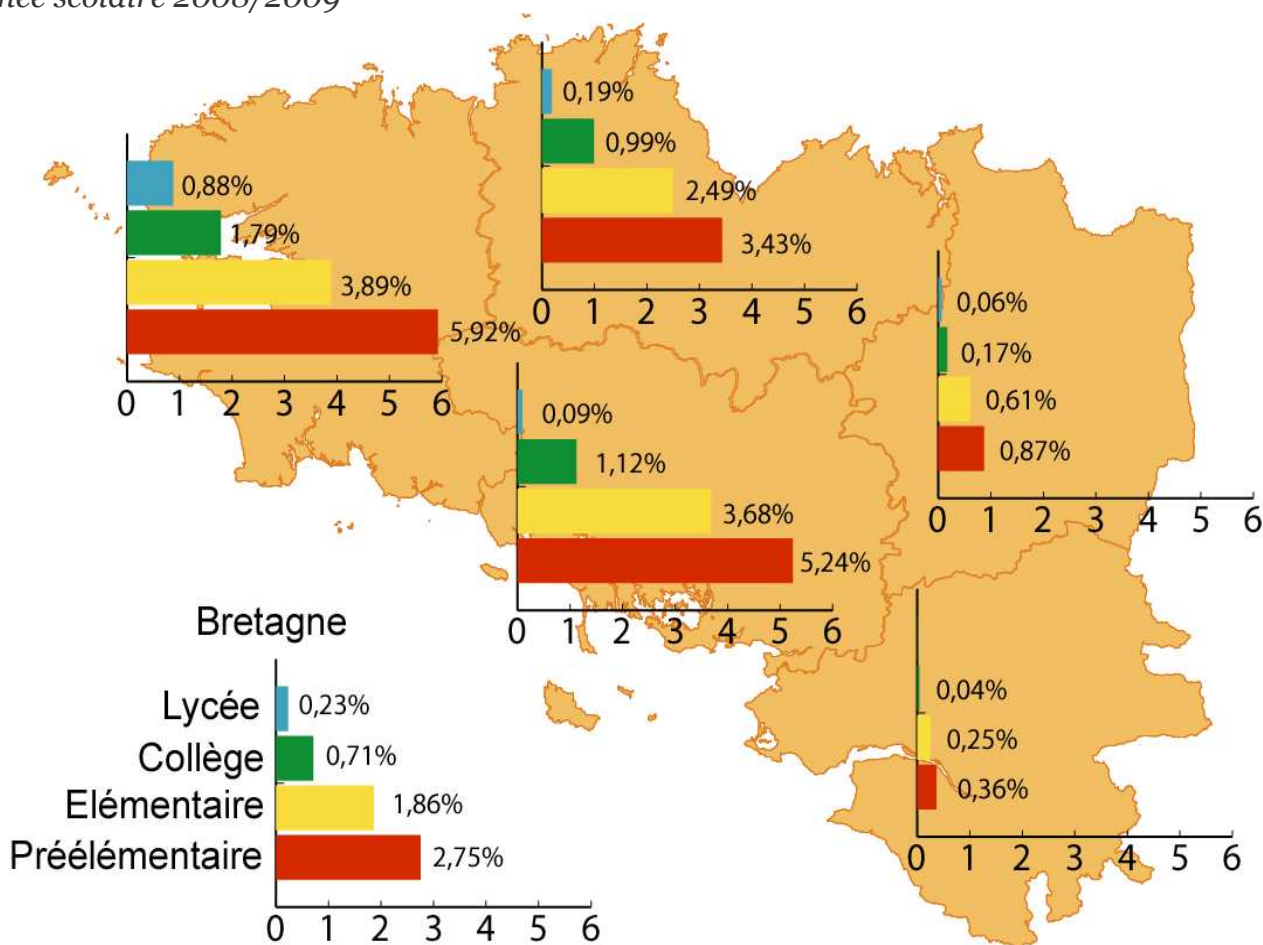 scolaire 2008/2009
0,19%
0,99%
2,49%
3,43%
0 1 2 3 4 5 6
0,88%
1,79%
3,89%
5,92%
0 1 2 3 4 5 6
0,06%
0,17%
0,61%
0,87%
0 1 2 3 4 5 6
0,09%
1,12%
3,68%
5,24%
0 1 2 3 4 5 6
0,04%
0,25%
0,36%
0 1 2 3 4 5 6
Bretagne
Lycée 0,23%
Collège 0,71%
Elémentaire 1,86%
Préélémentaire 2,75%
0 1 2 3 4 5 6